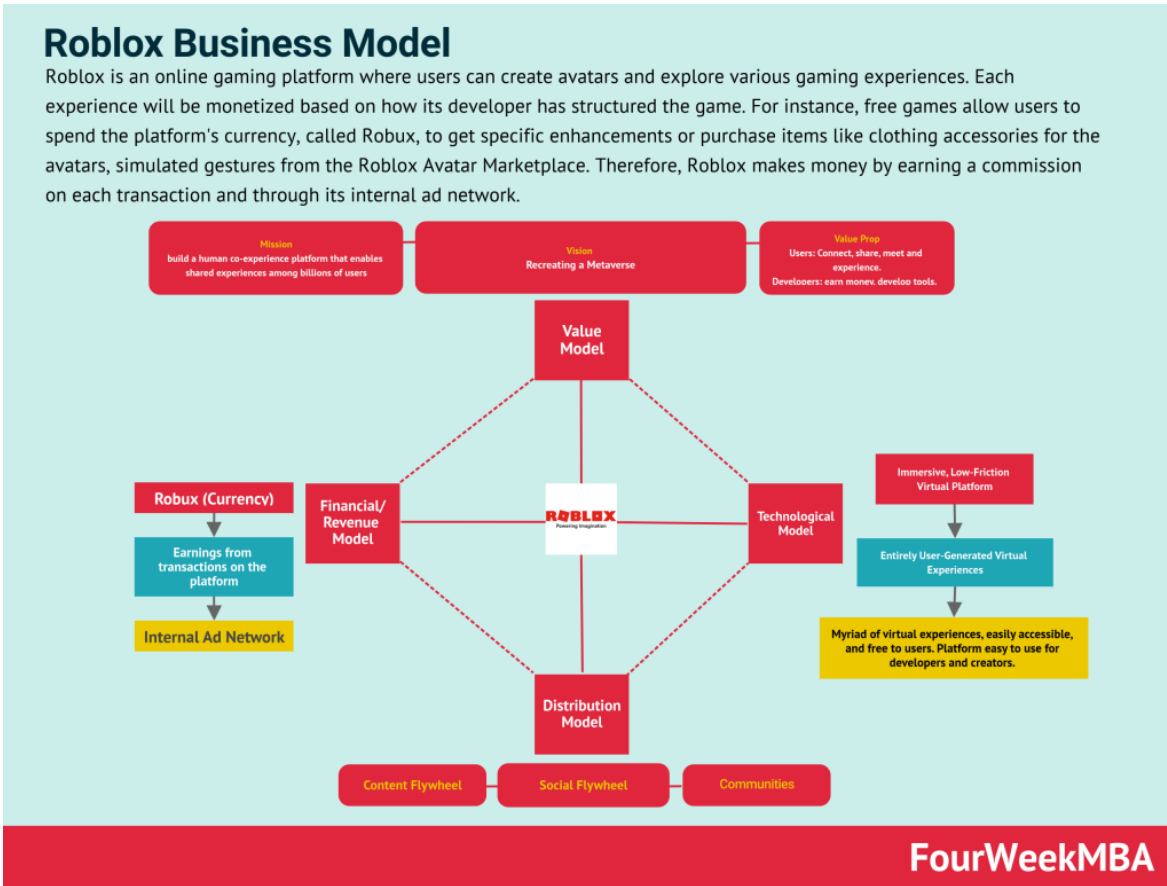 Roblox Business Model
Roblox is an online gaming platform where users can create avatars and explore various gaming experiences. Each
experience will be monetized based on how its developer has structured the game. For instance, free games allow users to
spend the platform's currency, called Robux, to get specific enhancements or purchase items like clothing accessories for the
avatars, simulated gestures from the Roblox Avatar Marketplace. Therefore, Roblox makes money by earning a commission
on each transaction and through its internal ad network.
Mission
build a human co-experience platform that enables
shared experiences among billions of users
Vision
Recreating a Metaverse
Value Prop
Users: Connect, share, meet and
experience.
Developers: earn money, develop tools.
Value
Model
Robux (Currency)
Earnings from
transactions on the
platform
Internal Ad Network
Financial/
Revenue
Model
ROBLOX
Powering Imagination
Technological
Model
Immersive, Low-Friction
Virtual Platform
Entirely User-Generated Virtual
Experiences
Myriad of virtual experiences, easily accessible,
and free to users. Platform easy to use for
developers and creators.
Distribution
Model
Content Flywheel
Social Flywheel
Communities
FourWeekMBA